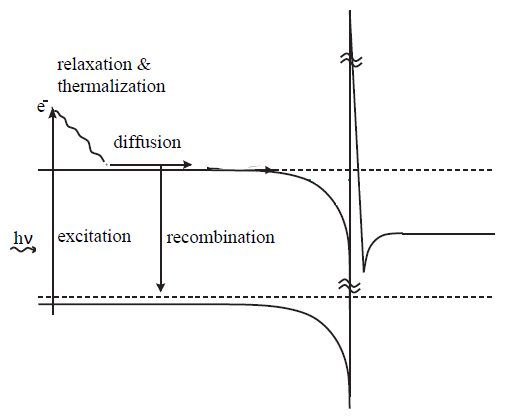 relaxation &
thermalization
e-
diffusion
hν
excitation
recombination